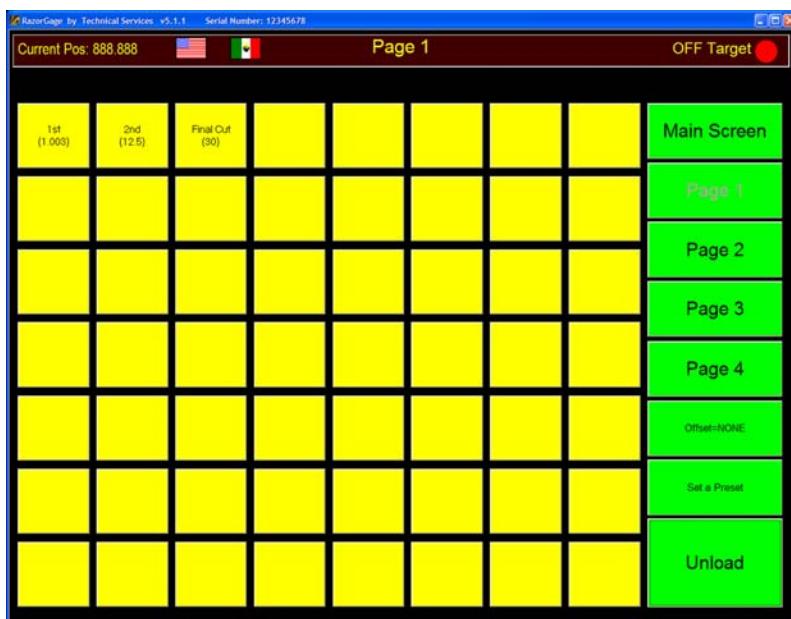 RazorGage by Technical Services v5.1.1 Serial Number: 12345678
Current Pos: 888.888 Page 1 OFF Target
1st
(1.003)
2nd
(12.5)
Final Cut
(30)
Main Screen
Page 1
Page 2
Page 3
Page 4
Offset=NONE
Set a Preset
Unload